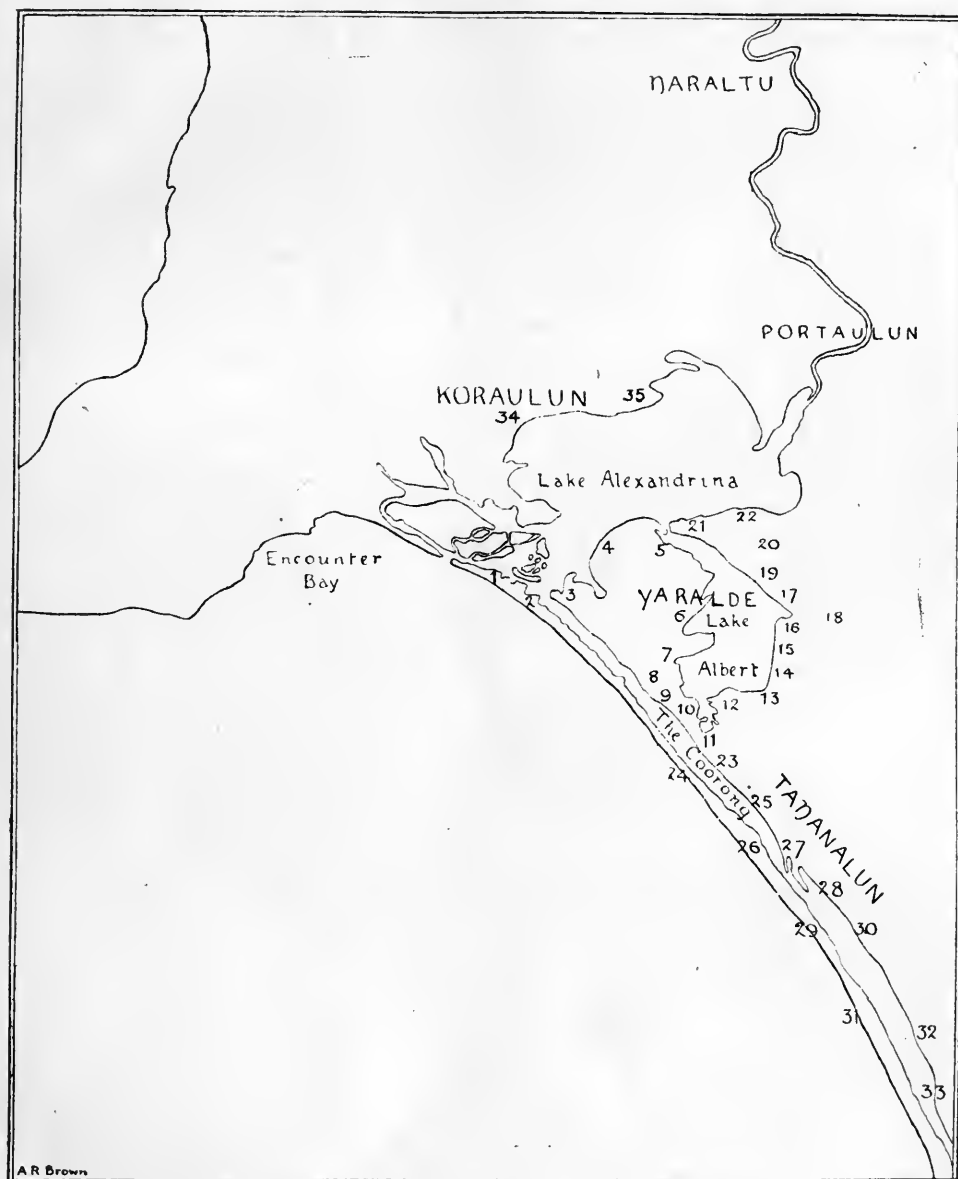 ŊARALTU
PORTAULUN
KORAULUN
35
34
Lake Alexandrina
22
21
4
5
20
Encounter
Bay
19
1
3
2
YARALDE
17
6
Lake
18
16
15
7
Albert
14
8
13
9
10
12
11
The Coorong
23
24
TAŊANALUN
25
26
27
28
29
30
31
32
33
A R Brown